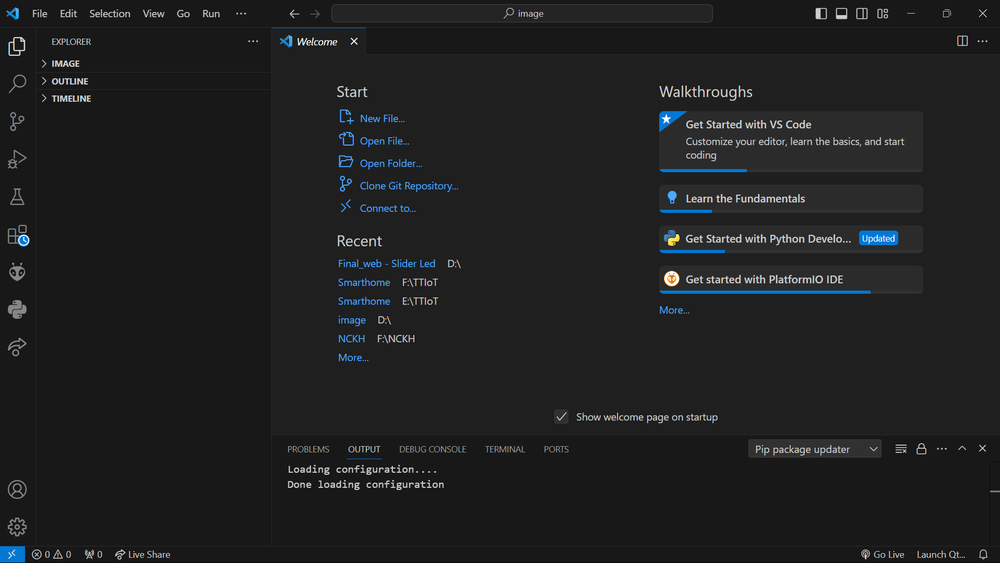 File Edit Selection View Go Run ···
image
EXPLORER
Welcome
IMAGE
OUTLINE
TIMELINE
Start
New File...
Open File...
Open Folder...
Clone Git Repository...
Connect to...
Recent
Final_web - Slider Led D:\
Smarthome F:\TTIoT
Smarthome E:\TTIoT
image D:\
NCKH F:\NCKH
More...
Walkthroughs
Get Started with VS Code
Customize your editor, learn the basics, and start
coding
Learn the Fundamentals
Get Started with Python Develo... Updated
Get started with PlatformIO IDE
More...
Show welcome page on startup
PROBLEMS OUTPUT DEBUG CONSOLE TERMINAL PORTS
Pip package updater
Loading configuration....
Done loading configuration
0 0 0 Live Share
Go Live Launch Qt...